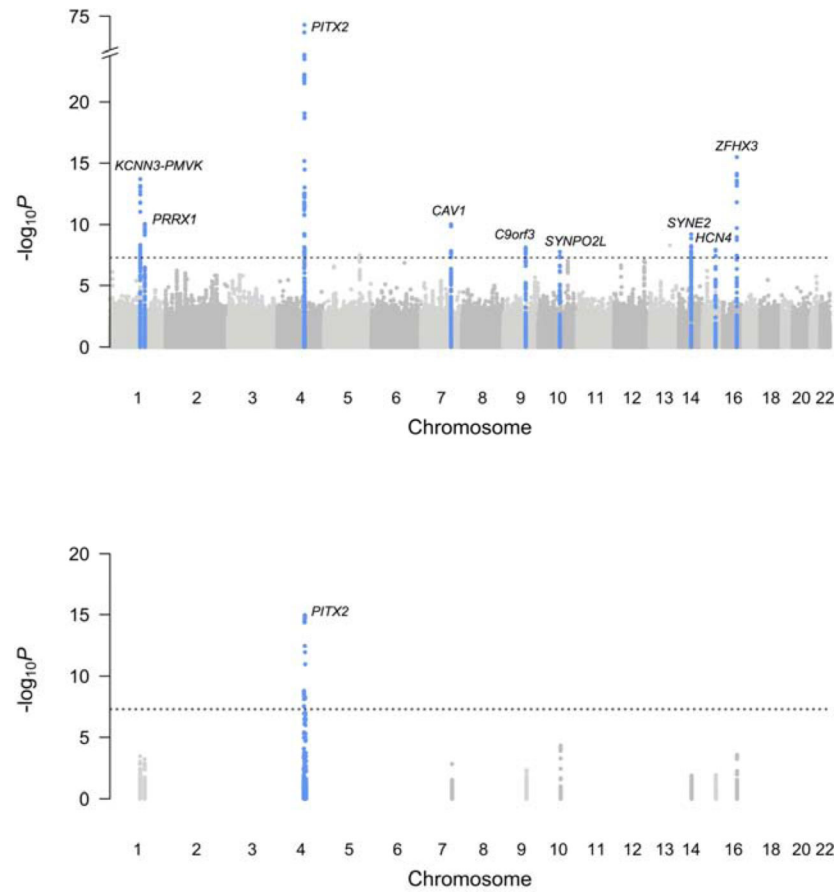 75
PITX2
20
ZFHX3
KCNN3-PMVK
15
PRRX1
CAV1
SYNE2
10
C9orf3
SYNPO2L
HCN4
5
0
-log10P
1 2 3 4 5 6 7 8 9 10 11 12 13 14 16 18 20 22
Chromosome
20
15
PITX2
10
5
0
-log10P
1 2 3 4 5 6 7 8 9 10 11 12 13 14 16 18 20 22
Chromosome